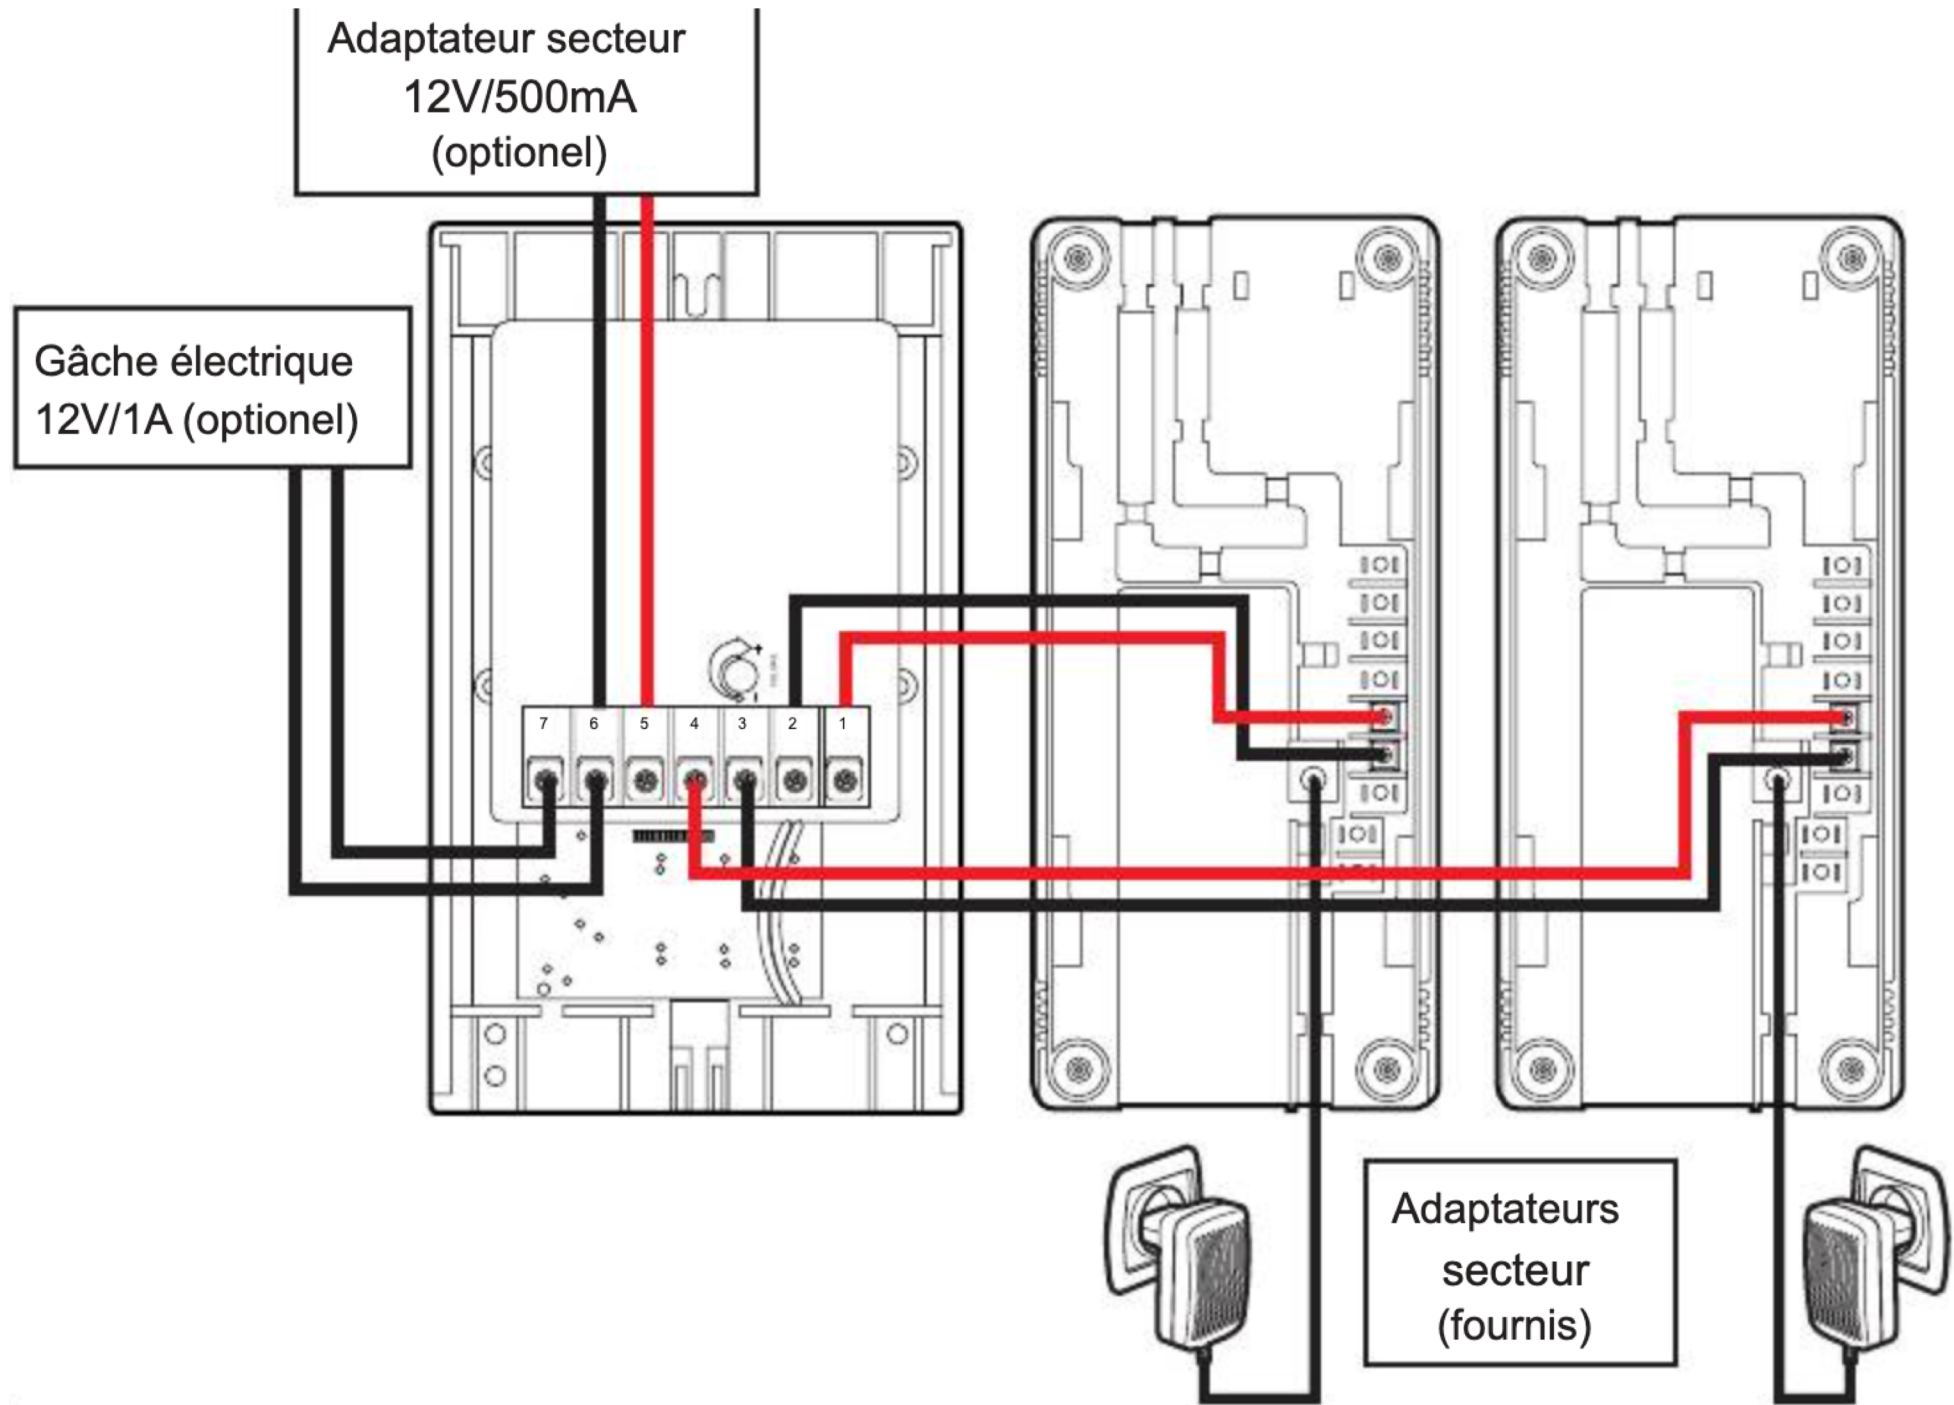 Adaptateur secteur
12V/500mA
(optionel)
Gâche électrique
12V/1A (optionel)
+
-
7 6 5 4 3 2 1
Adaptateurs
secteur
(fournis)